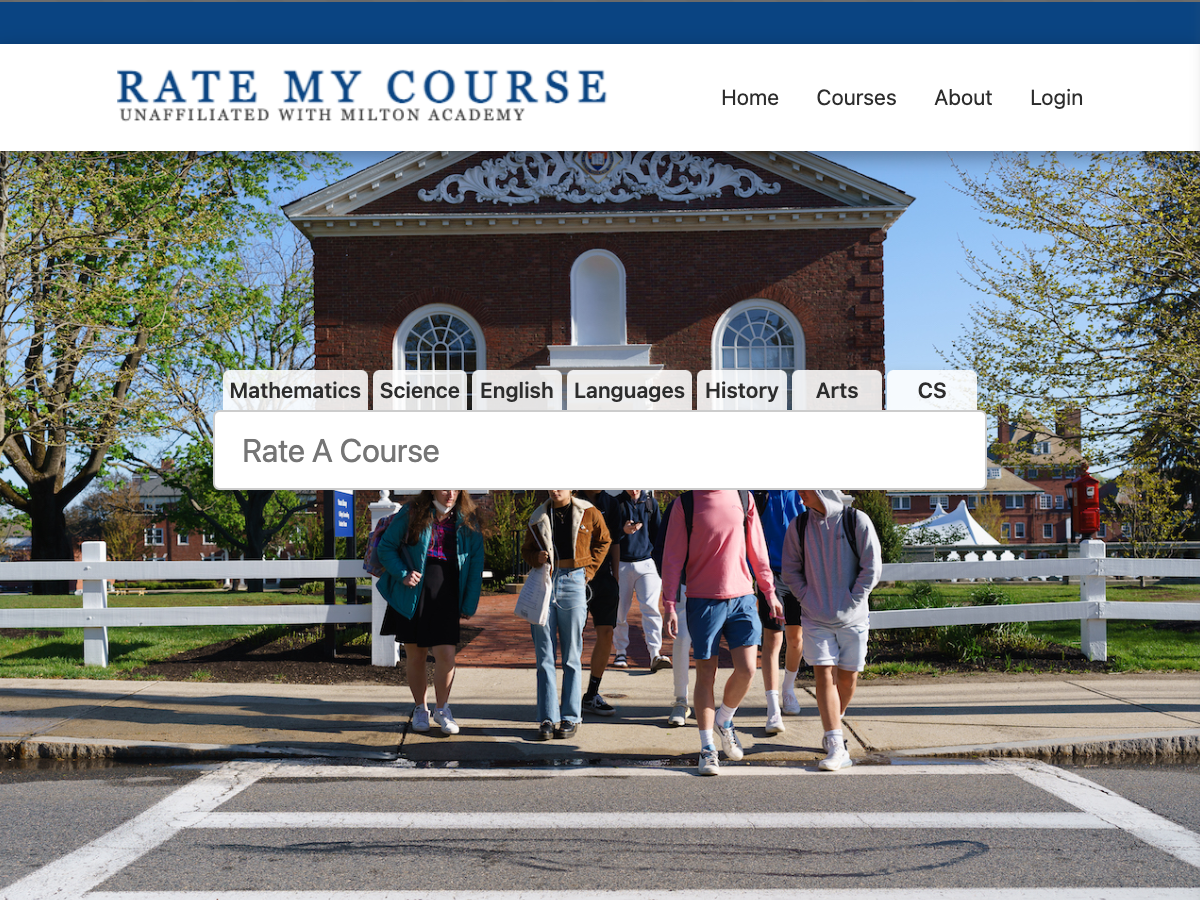 RATE MY COURSE
UNAFFILIATED WITH MILTON ACADEMY
Home Courses About Login
Mathematics Science English Languages History Arts CS
Rate A Course